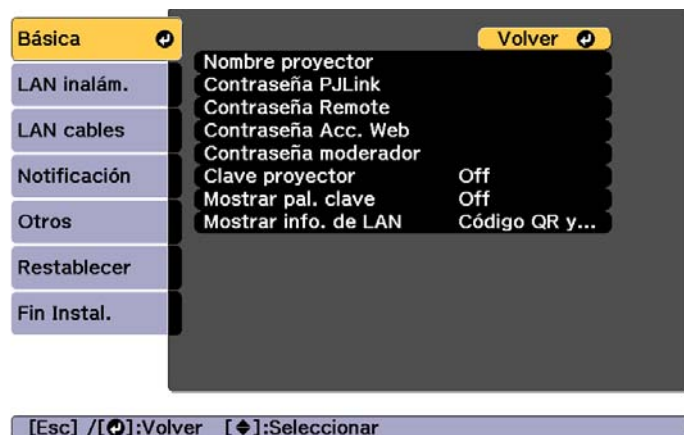 Básica
LAN inalám.
LAN cables
Notificación
Otros
Restablecer
Fin Instal.
Volver
Nombre proyector
Contraseña PJLink
Contraseña Remote
Contraseña Acc. Web
Contraseña moderador
Clave proyector Off
Mostrar pal. clave Off
Mostrar info. de LAN Código QR y...
[Esc] /[⏎]:Volver [♦]:Seleccionar